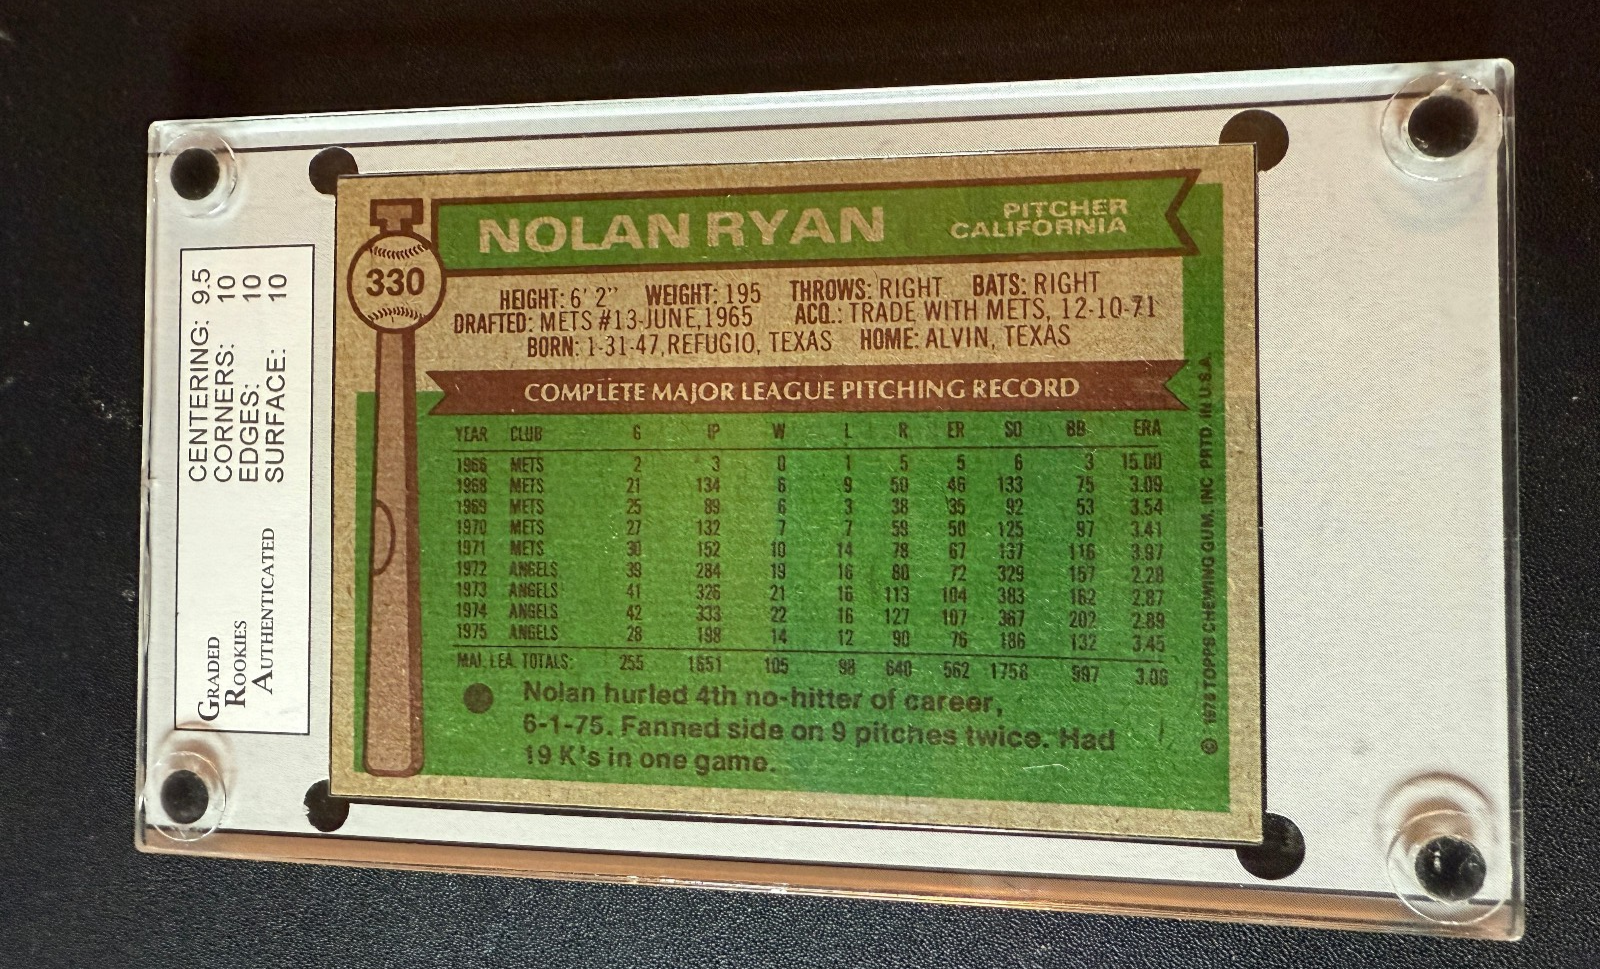 CENTERING: 9.5
CORNERS: 10
EDGES: 10
SURFACE: 10
GRADED
ROOKIES
AUTHENTICATED
330
NOLAN RYAN
PITCHER
CALIFORNIA
HEIGHT: 6' 2" WEIGHT: 195 THROWS: RIGHT BATS: RIGHT
DRAFTED: METS #13-JUNE, 1965 ACQ.: TRADE WITH METS, 12-10-71
BORN: 1-31-47, REFUGIO, TEXAS HOME: ALVIN, TEXAS
COMPLETE MAJOR LEAGUE PITCHING RECORD
YEAR CLUB G IP W L R ER SO BB ERA
1966 METS 2 3 0 1 5 5 6 3 15.00
1968 METS 21 134 6 9 50 46 133 75 3.09
1969 METS 25 89 6 3 38 35 92 53 3.54
1970 METS 27 132 7 7 59 50 125 97 3.41
1971 METS 30 152 10 14 78 67 137 116 3.97
1972 ANGELS 39 284 19 16 80 72 329 157 2.28
1973 ANGELS 41 326 21 16 113 104 383 162 2.87
1974 ANGELS 42 333 22 16 127 107 367 202 2.89
1975 ANGELS 28 198 14 12 90 76 186 132 3.45
MAJ. LEA. TOTALS: 255 1651 105 98 640 562 1758 997 3.06
Nolan hurled 4th no-hitter of career,
6-1-75. Fanned side on 9 pitches twice. Had
19 K's in one game.
© 1976 TOPPS CHEWING GUM, INC PRTD. IN U.S.A.